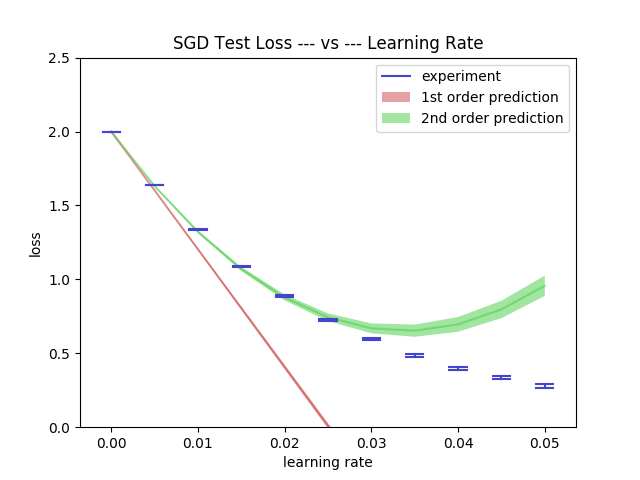 SGD Test Loss --- vs --- Learning Rate
2.5
2.0
1.5
1.0
0.5
0.0
loss
experiment
1st order prediction
2nd order prediction
0.00 0.01 0.02 0.03 0.04 0.05
learning rate